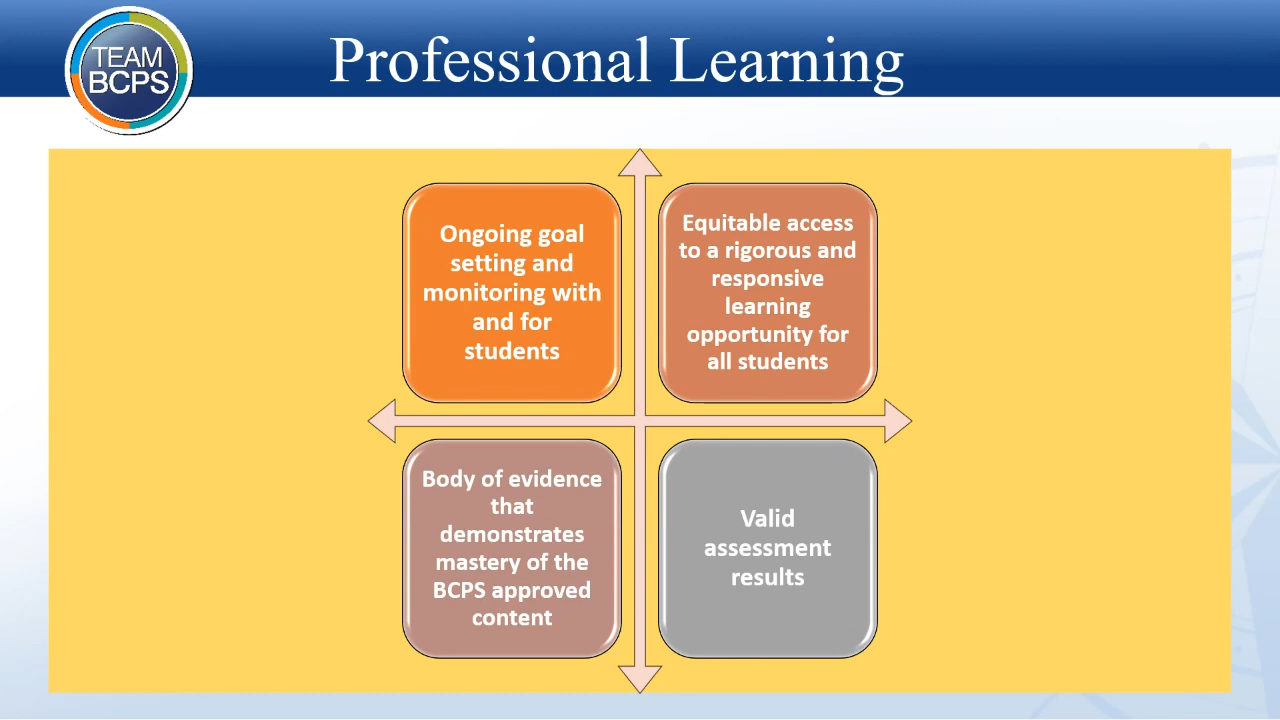 TEAM
BCPS
Professional Learning
Ongoing goal
setting and
monitoring with
and for
students
Equitable access
to a rigorous and
responsive
learning
opportunity for
all students
Body of evidence
that
demonstrates
mastery of the
BCPS approved
content
Valid
assessment
results